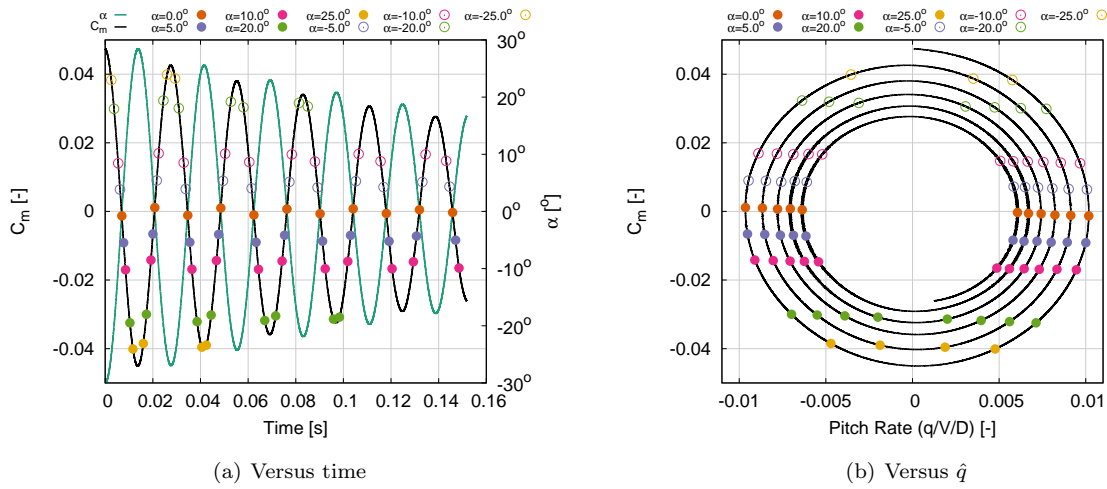 α α=0.0° α=10.0° α=25.0° α=-10.0° α=-25.0°
Cm α=5.0° α=20.0° α=-5.0° α=-20.0°
0.04
0.02
0
-0.02
-0.04
Cm [-]
30°
20°
10°
0°
-10°
-20°
-30°
α [°]
0 0.02 0.04 0.06 0.08 0.1 0.12 0.14 0.16
Time [s]
(a) Versus time
α=0.0° α=10.0° α=25.0° α=-10.0° α=-25.0°
α=5.0° α=20.0° α=-5.0° α=-20.0°
0.04
0.02
0
-0.02
-0.04
Cm [-]
-0.01 -0.005 0 0.005 0.01
Pitch Rate (q/V/D) [-]
(b) Versus q̂